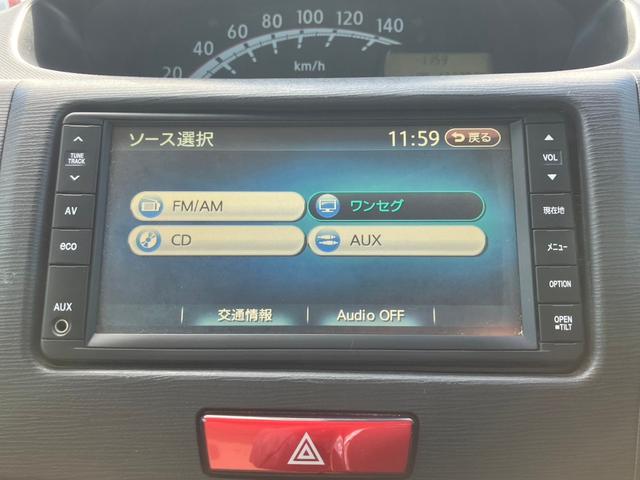 20 40 60 80 100 120 140
km/h
ソース選択
11:59
戻る
FM/AM
ワンセグ
CD
AUX
交通情報
Audio OFF
TUNE
TRACK
AV
eco
AUX
VOL
現在地
メニュー
OPTION
OPEN
TILT